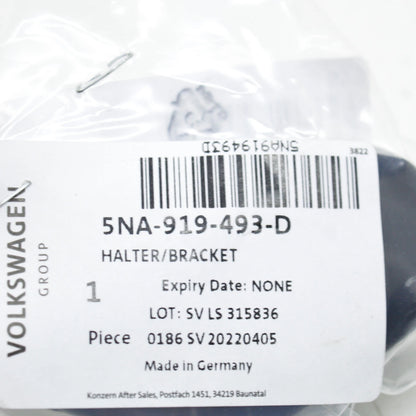 5NA919493D
3822
5NA-919-493-D
HALTER/BRACKET
VOLKSWAGEN
GROUP
1
Expiry Date: NONE
LOT: SV LS 315836
Piece 0186 SV 20220405
Made in Germany
Konzern After Sales, Postfach 1451, 34219 Baunatal